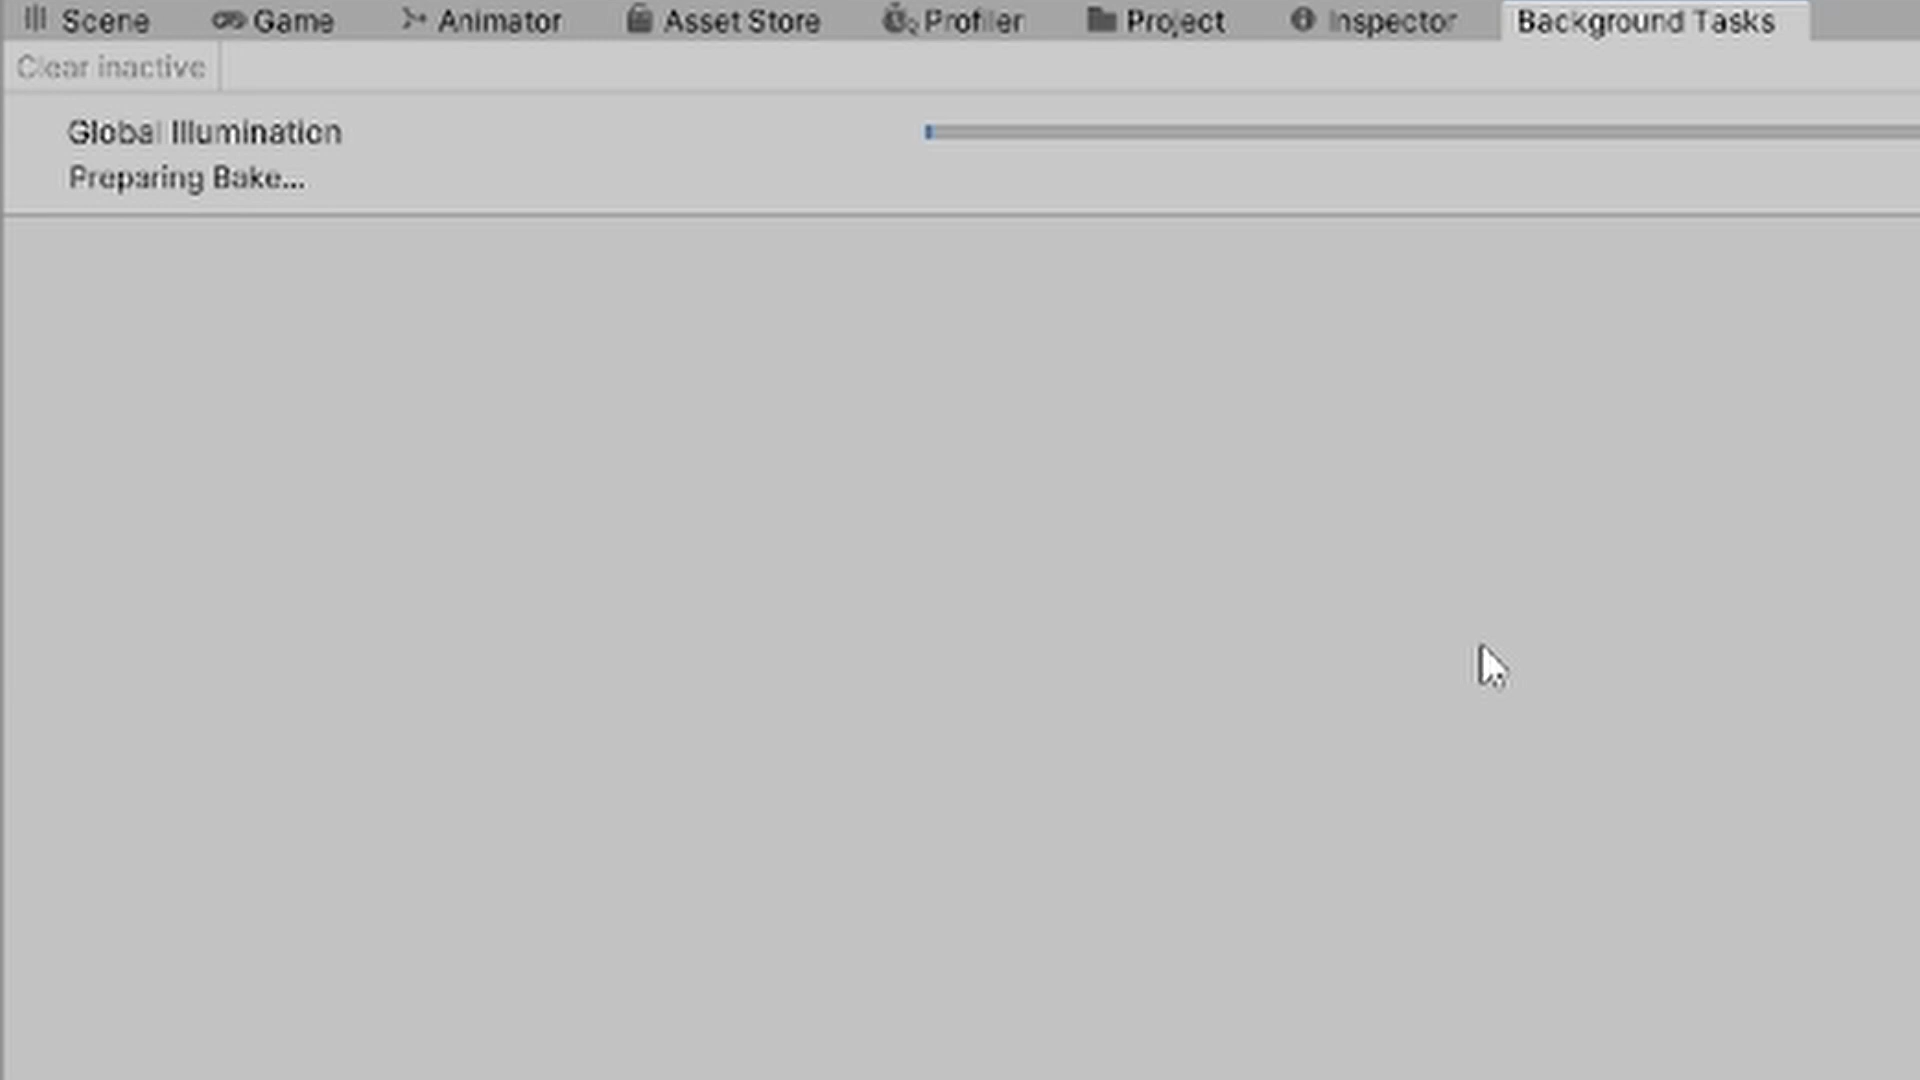 Scene Game Animator Asset Store Profiler Project Inspector Background Tasks
Clear inactive
Global Illumination
Preparing Bake...